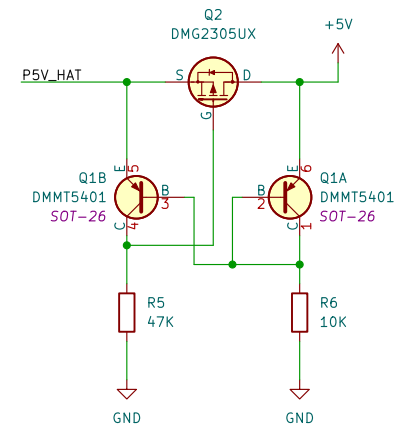 Q2
DMG2305UX
+5V
P5V_HAT
S
D
G
Q1B
DMMT5401
SOT-26
E
5
B
3
C
4
Q1A
DMMT5401
SOT-26
E
6
B
2
C
1
R5
47K
R6
10K
GND
GND